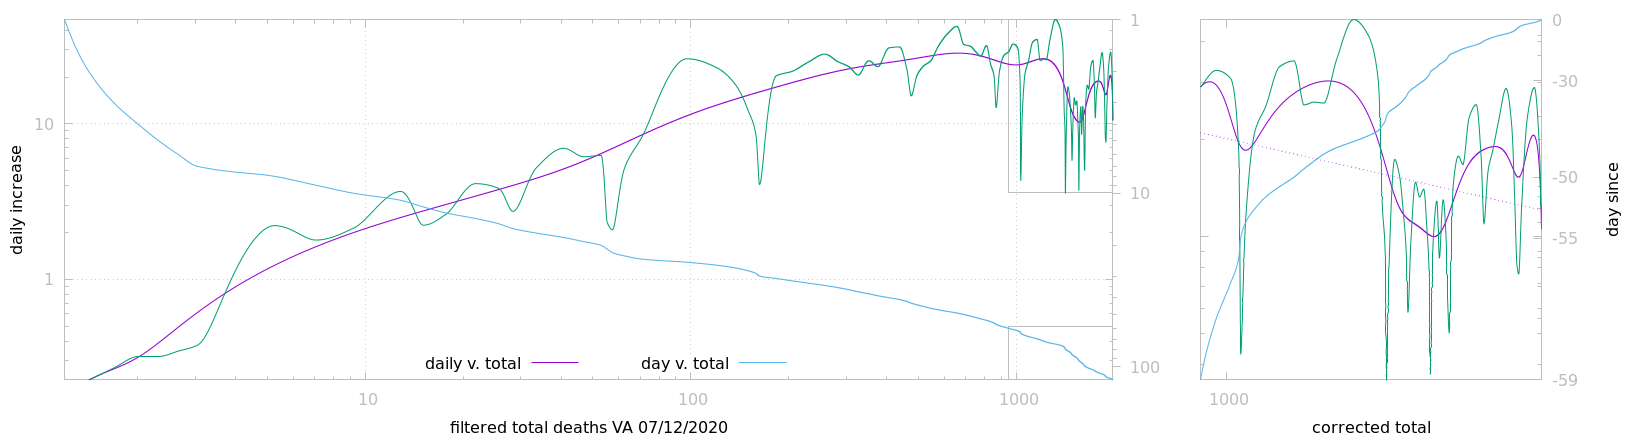 daily increase
10
1
daily v. total
day v. total
10
100
1000
filtered total deaths VA 07/12/2020
1
10
100
0
-30
-50
-55
-59
day since
1000
corrected total